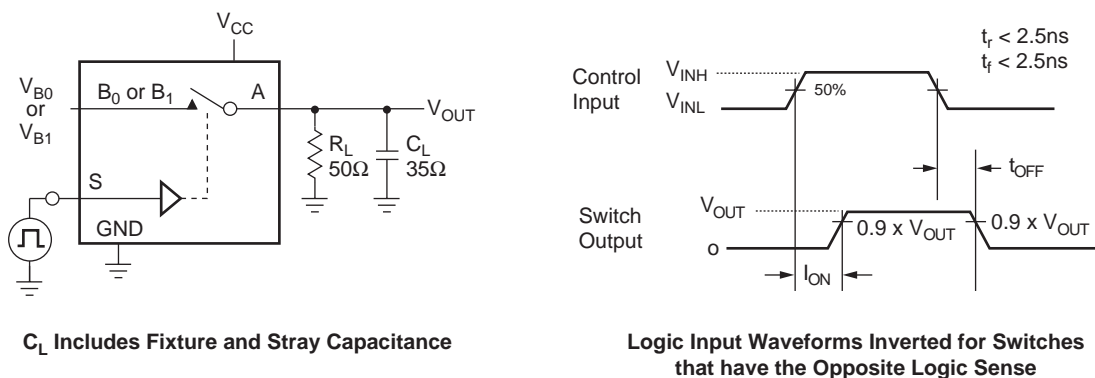 V_CC
V_B0
or
V_B1
B_0 or B_1
A
V_OUT
R_L
50Ω
C_L
35Ω
S
GND
C_L Includes Fixture and Stray Capacitance
t_r < 2.5ns
t_f < 2.5ns
Control
Input
V_INH
V_INL
50%
t_OFF
Switch
Output
V_OUT
o
0.9 x V_OUT
0.9 x V_OUT
I_ON
Logic Input Waveforms Inverted for Switches
that have the Opposite Logic Sense